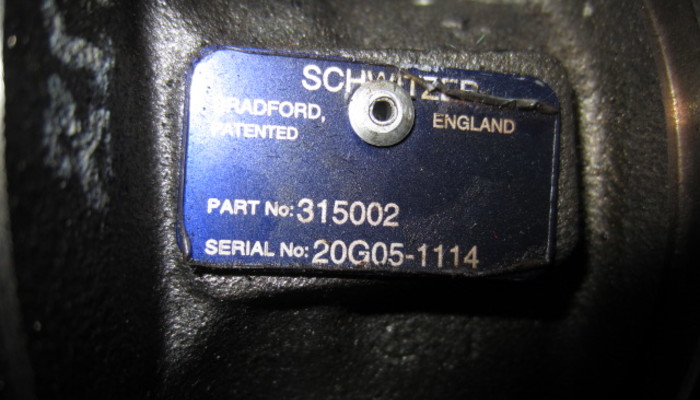 SCHWITZER
BRADFORD, ENGLAND
PATENTED
PART No: 315002
SERIAL No: 20G05-1114